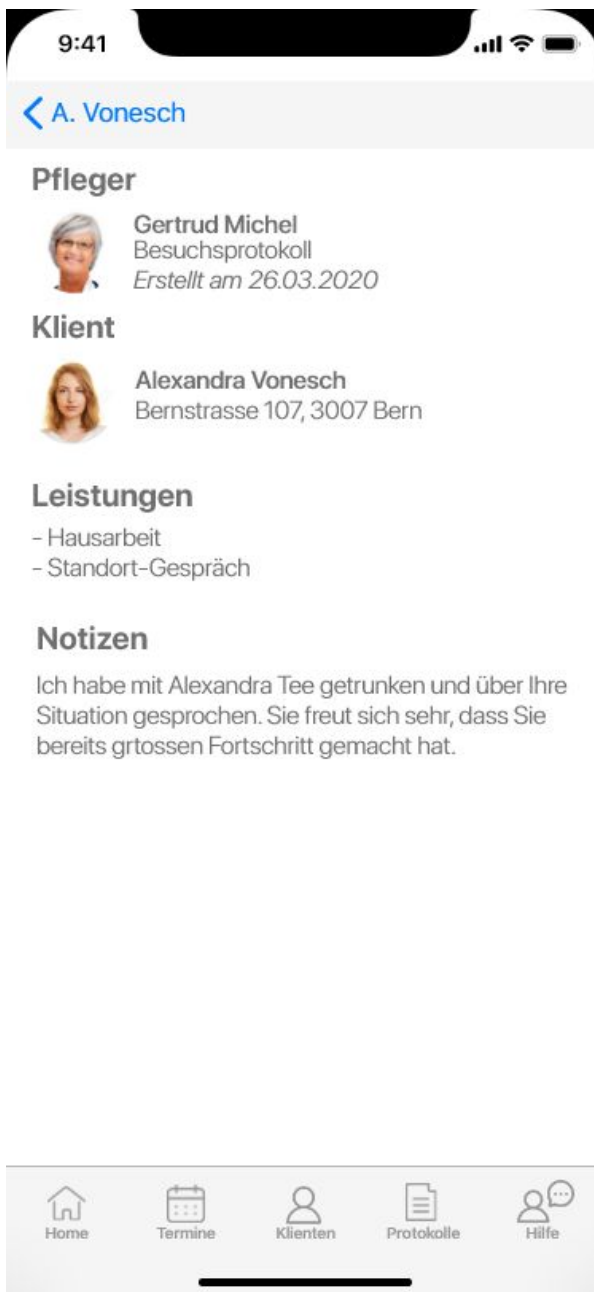 9:41
A. Vonesch
Pfleger
Gertrud Michel
Besuchsprotokoll
Erstellt am 26.03.2020
Klient
Alexandra Vonesch
Bernstrasse 107, 3007 Bern
Leistungen
- Hausarbeit
- Standort-Gespräch
Notizen
Ich habe mit Alexandra Tee getrunken und über Ihre
Situation gesprochen. Sie freut sich sehr, dass Sie
bereits grtossen Fortschritt gemacht hat.
Home Termine Klienten Protokolle Hilfe